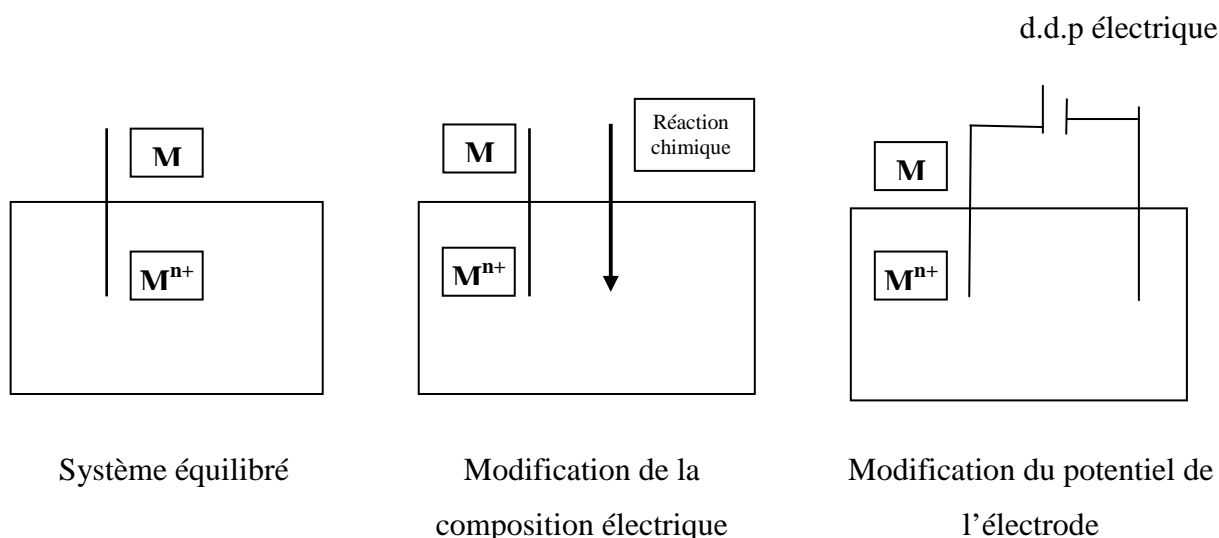 d.d.p électrique
M
M
Réaction
chimique
M
Mⁿ⁺
Mⁿ⁺
Mⁿ⁺
Système équilibré
Modification de la
composition électrique
Modification du potentiel de
l’électrode